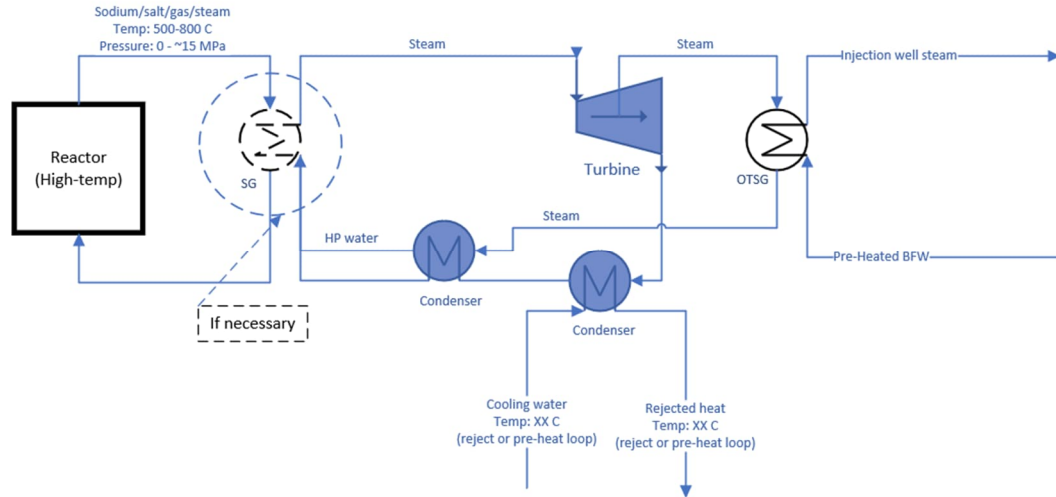 Sodium/salt/gas/steam
Temp: 500-800 C
Pressure: 0 - ~15 MPa
Steam
Steam
Injection well steam
Reactor
(High-temp)
SG
Turbine
OTSG
Steam
HP water
Pre-Heated BFW
Condenser
If necessary
Condenser
Cooling water
Temp: XX C
(reject or pre-heat loop)
Rejected heat
Temp: XX C
(reject or pre-heat loop)